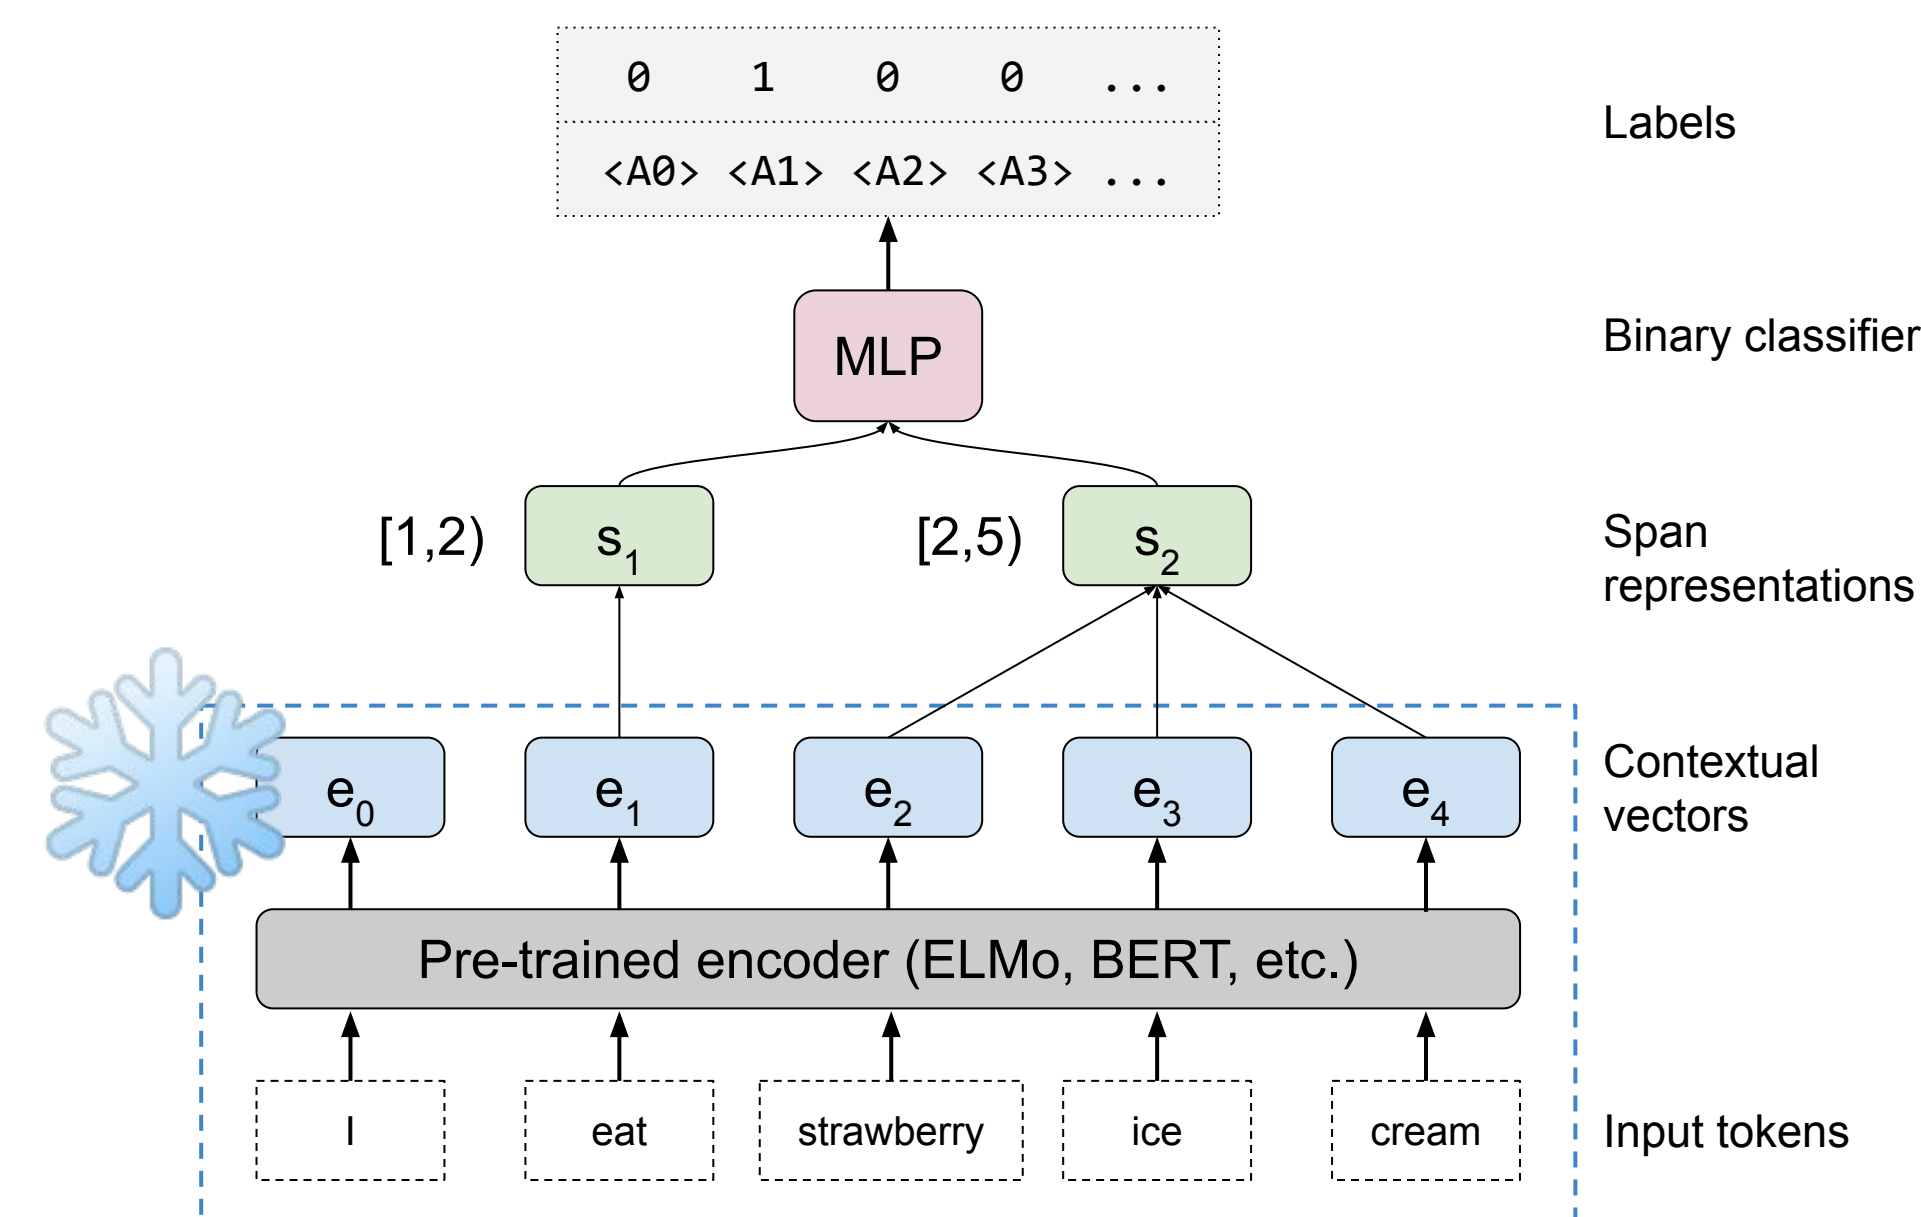 0 1 0 0 ...
<A0> <A1> <A2> <A3> ...
Labels
MLP
Binary classifier
[1,2) s1 [2,5) s2
Span
representations
e0 e1 e2 e3 e4
Contextual
vectors
Pre-trained encoder (ELMo, BERT, etc.)
I eat strawberry ice cream
Input tokens